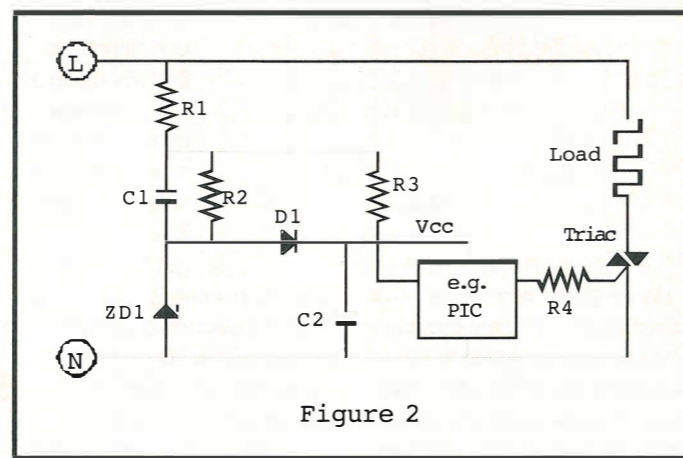 L
R1
Load
C1
R2
D1
R3
Vcc
Triac
e.g.
PIC
R4
ZD1
C2
N
Figure 2